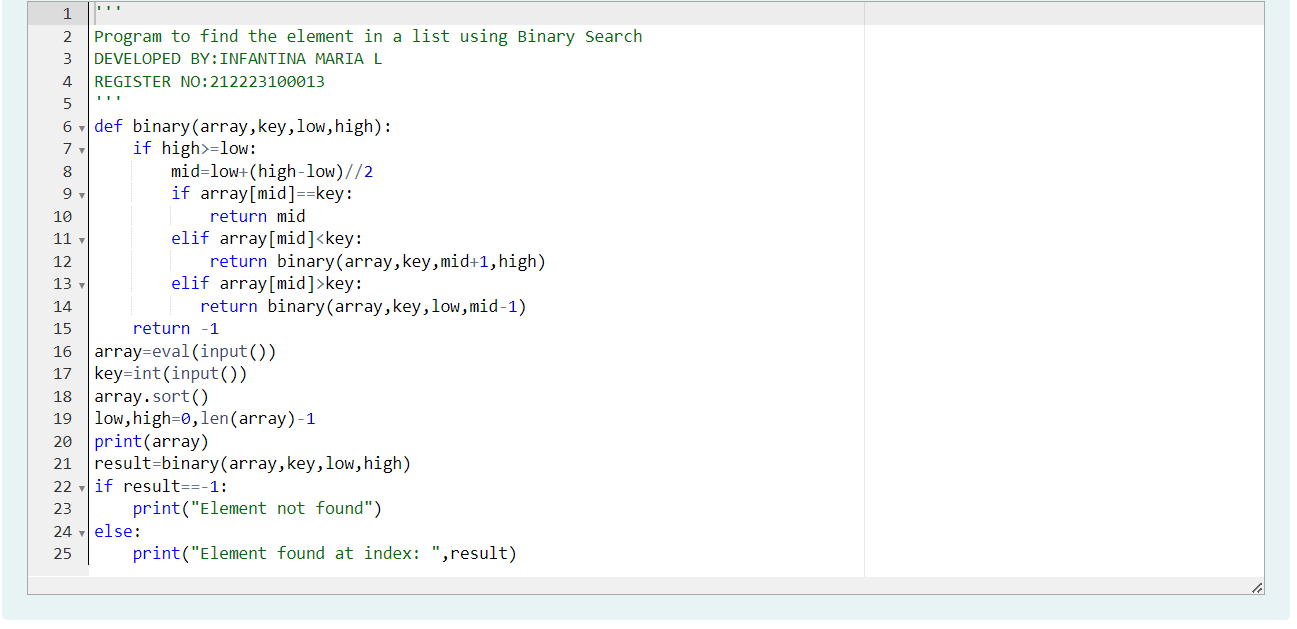 1 '''
2 Program to find the element in a list using Binary Search
3 DEVELOPED BY:INFANTINA MARIA L
4 REGISTER NO:212223100013
5 '''
6 def binary(array,key,low,high):
7     if high>=low:
8         mid=low+(high-low)//2
9         if array[mid]==key:
10             return mid
11         elif array[mid]<key:
12             return binary(array,key,mid+1,high)
13         elif array[mid]>key:
14            return binary(array,key,low,mid-1)
15     return -1
16 array=eval(input())
17 key=int(input())
18 array.sort()
19 low,high=0,len(array)-1
20 print(array)
21 result=binary(array,key,low,high)
22 if result==-1:
23     print("Element not found")
24 else:
25     print("Element found at index: ",result)